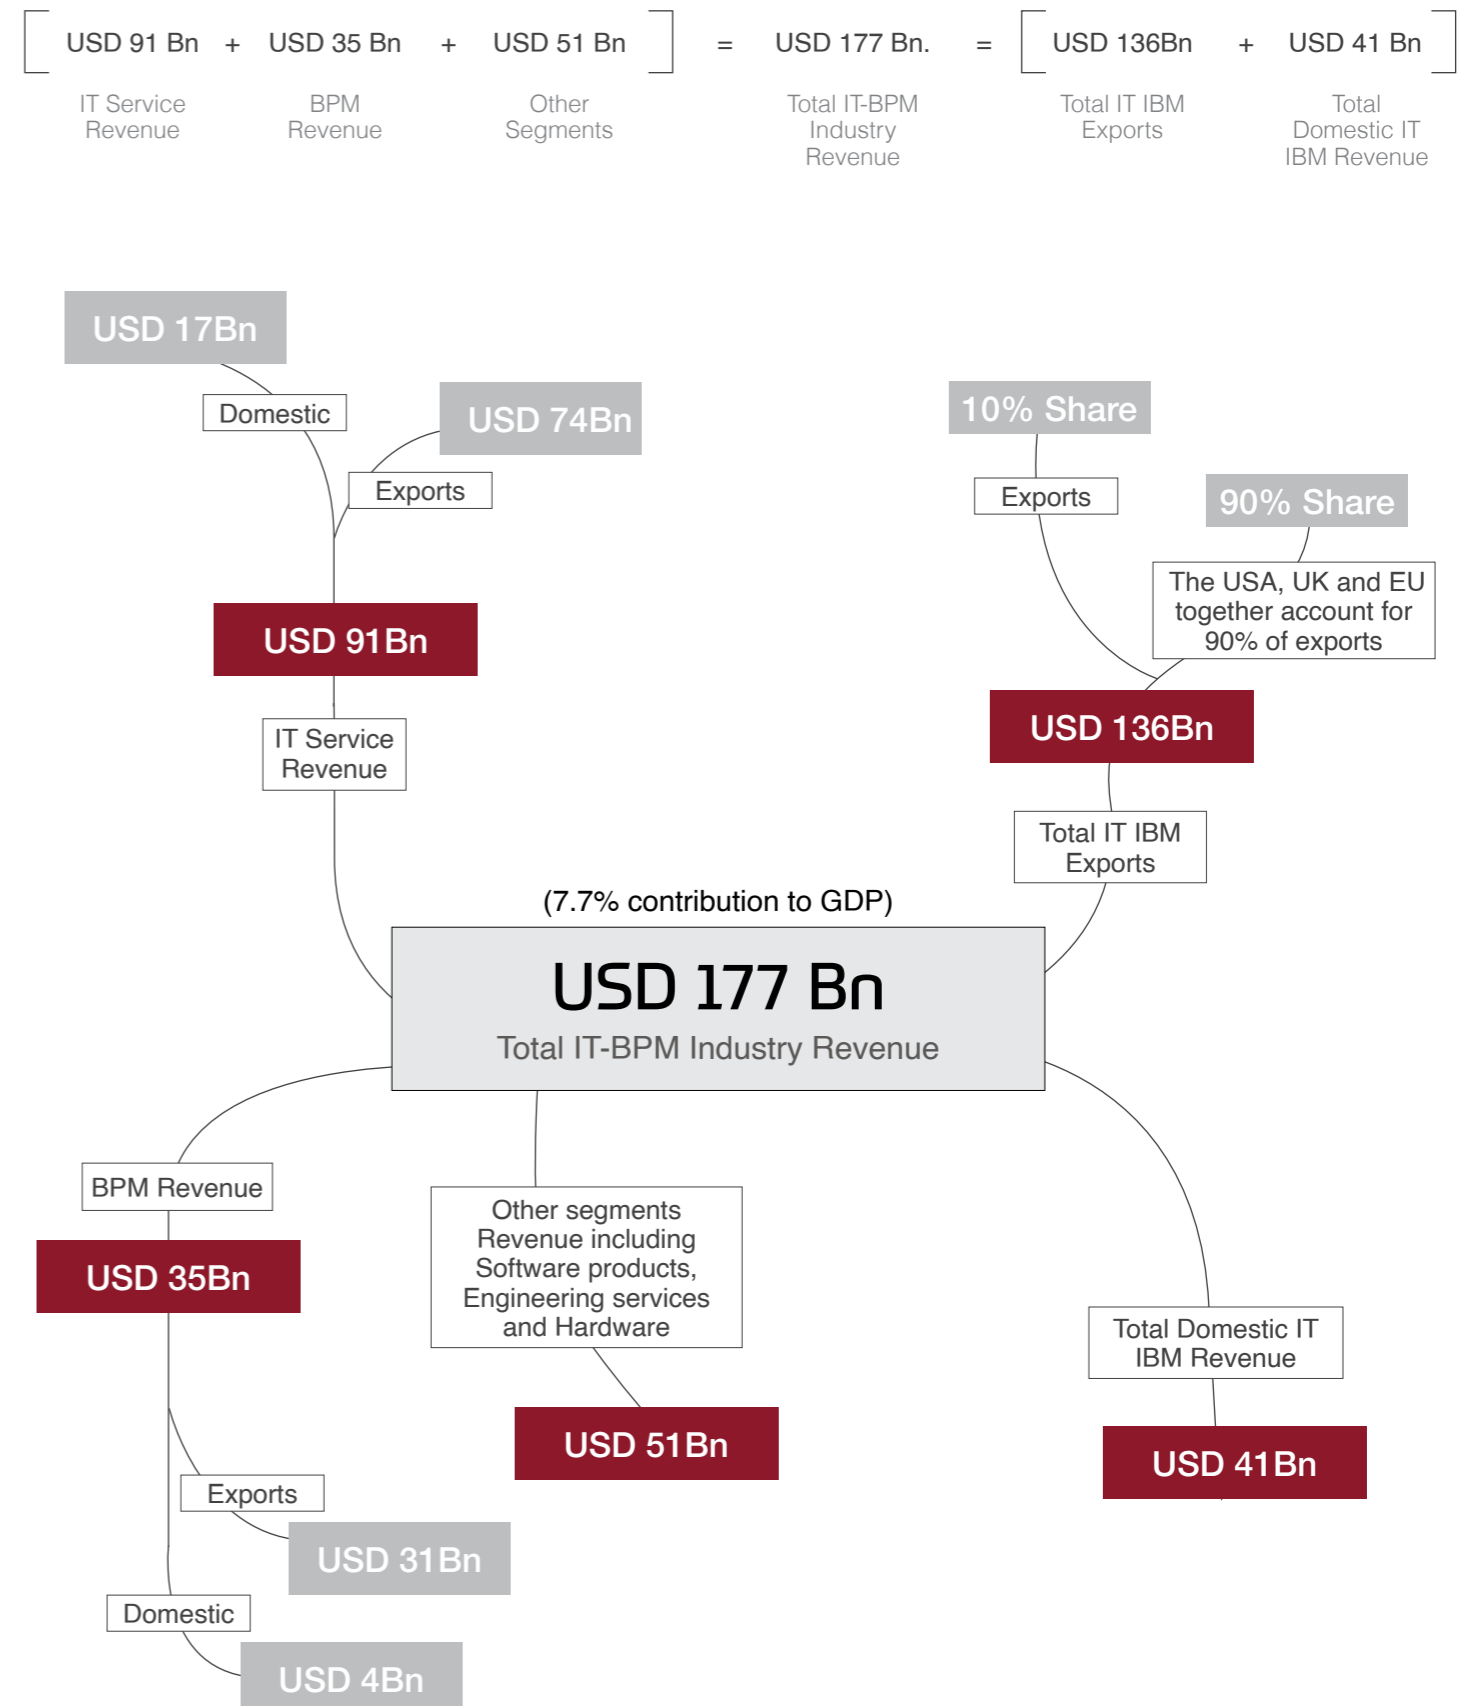 USD 91 Bn + USD 35 Bn + USD 51 Bn = USD 177 Bn. = USD 136Bn + USD 41 Bn
IT Service
Revenue
BPM
Revenue
Other
Segments
Total IT-BPM
Industry
Revenue
Total IT IBM
Exports
Total
Domestic IT
IBM Revenue
USD 17Bn
Domestic
USD 74Bn
Exports
USD 91Bn
IT Service
Revenue
10% Share
Exports
90% Share
The USA, UK and EU
together account for
90% of exports
USD 136Bn
Total IT IBM
Exports
(7.7% contribution to GDP)
USD 177 Bn
Total IT-BPM Industry Revenue
BPM Revenue
USD 35Bn
Exports
USD 31Bn
Domestic
USD 4Bn
Other segments
Revenue including
Software products,
Engineering services
and Hardware
USD 51Bn
Total Domestic IT
IBM Revenue
USD 41Bn